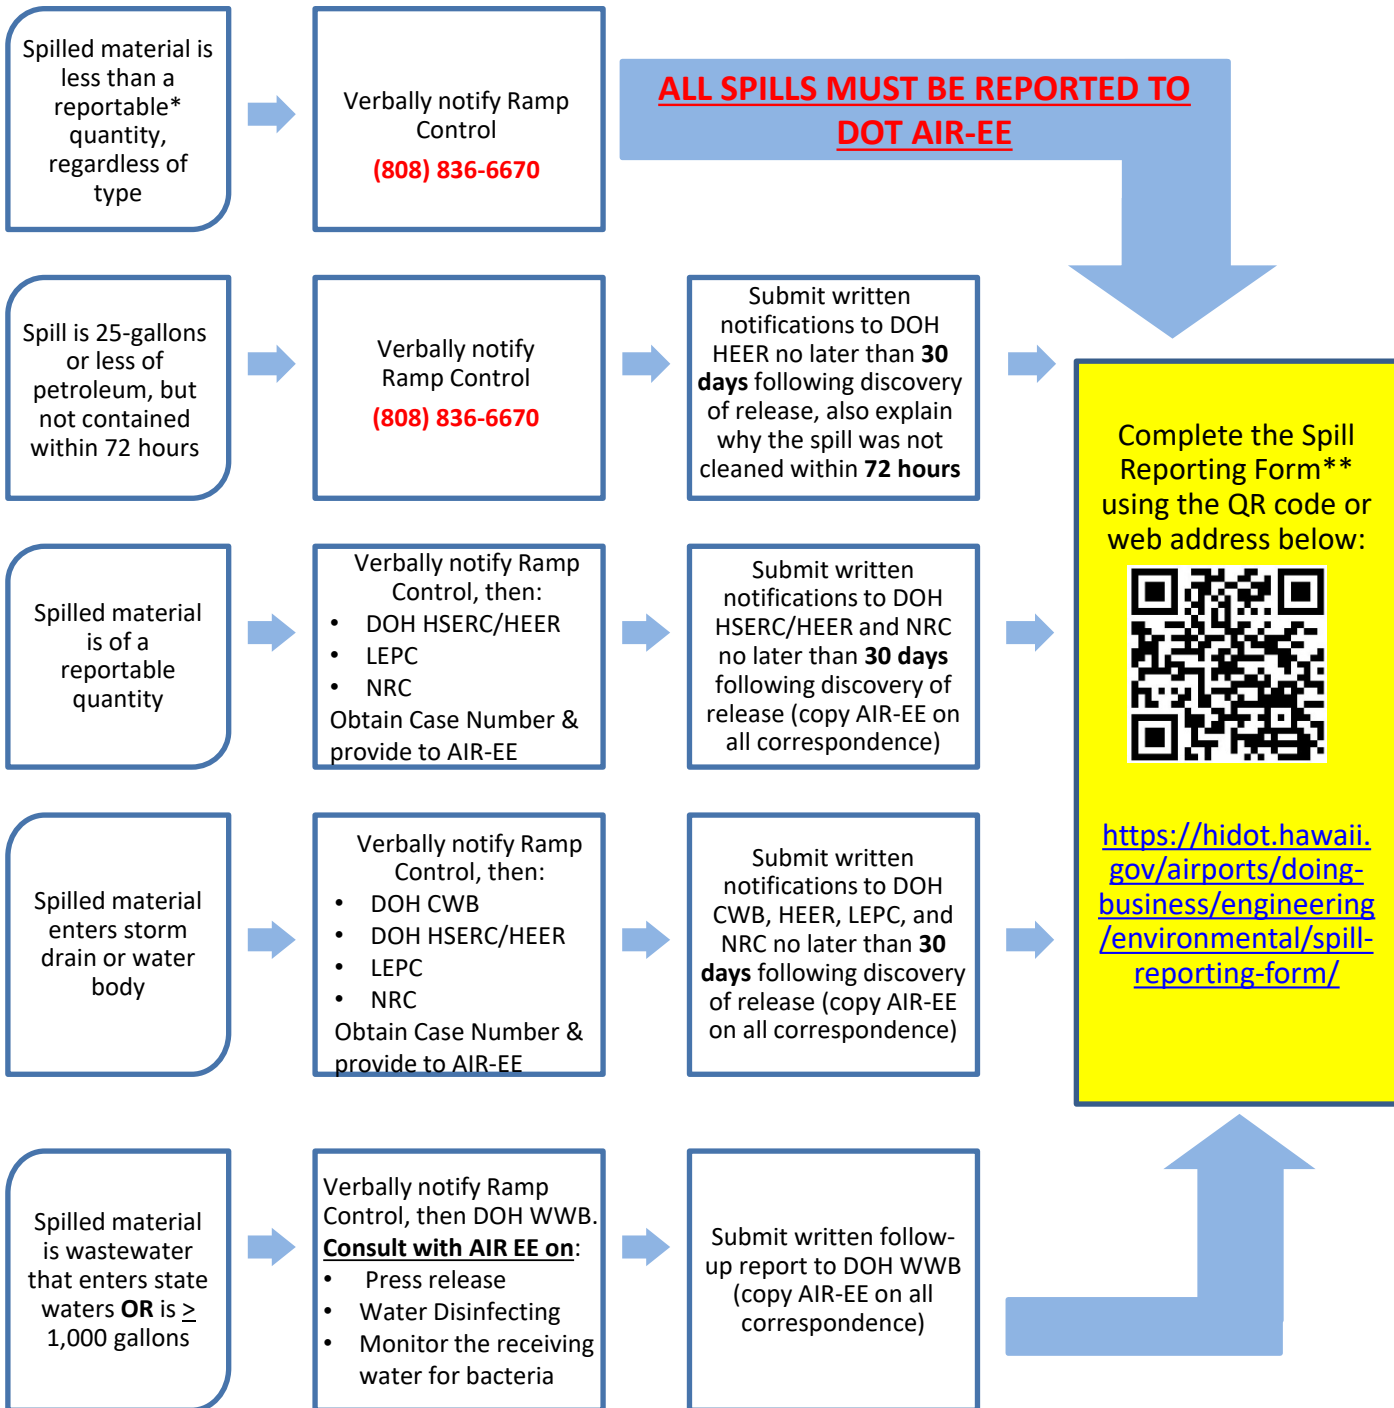 Spilled material is
less than a
reportable*
quantity,
regardless of
type
Verbally notify Ramp
Control
(808) 836-6670
ALL SPILLS MUST BE REPORTED TO
DOT AIR-EE
Spill is 25-gallons
or less of
petroleum, but
not contained
within 72 hours
Verbally notify
Ramp Control
(808) 836-6670
Submit written
notifications to DOH
HEER no later than 30
days following discovery
of release, also explain
why the spill was not
cleaned within 72 hours
Spilled material
is of a
reportable
quantity
Verbally notify Ramp
Control, then:
• DOH HSERC/HEER
• LEPC
• NRC
Obtain Case Number &
provide to AIR-EE
Submit written
notifications to DOH
HSERC/HEER and NRC
no later than 30 days
following discovery of
release (copy AIR-EE on
all correspondence)
Spilled material
enters storm
drain or water
body
Verbally notify Ramp
Control, then:
• DOH CWB
• DOH HSERC/HEER
• LEPC
• NRC
Obtain Case Number &
provide to AIR-EE
Submit written
notifications to DOH
CWB, HEER, LEPC, and
NRC no later than 30
days following discovery
of release (copy AIR-EE
on all correspondence)
Spilled material
is wastewater
that enters state
waters OR is >
1,000 gallons
Verbally notify Ramp
Control, then DOH WWB.
Consult with AIR EE on:
• Press release
• Water Disinfecting
• Monitor the receiving
water for bacteria
Submit written follow-
up report to DOH WWB
(copy AIR-EE on all
correspondence)
Complete the Spill
Reporting Form**
using the QR code or
web address below:
https://hidot.hawaii.
gov/airports/doing-
business/engineering
/environmental/spill-
reporting-form/